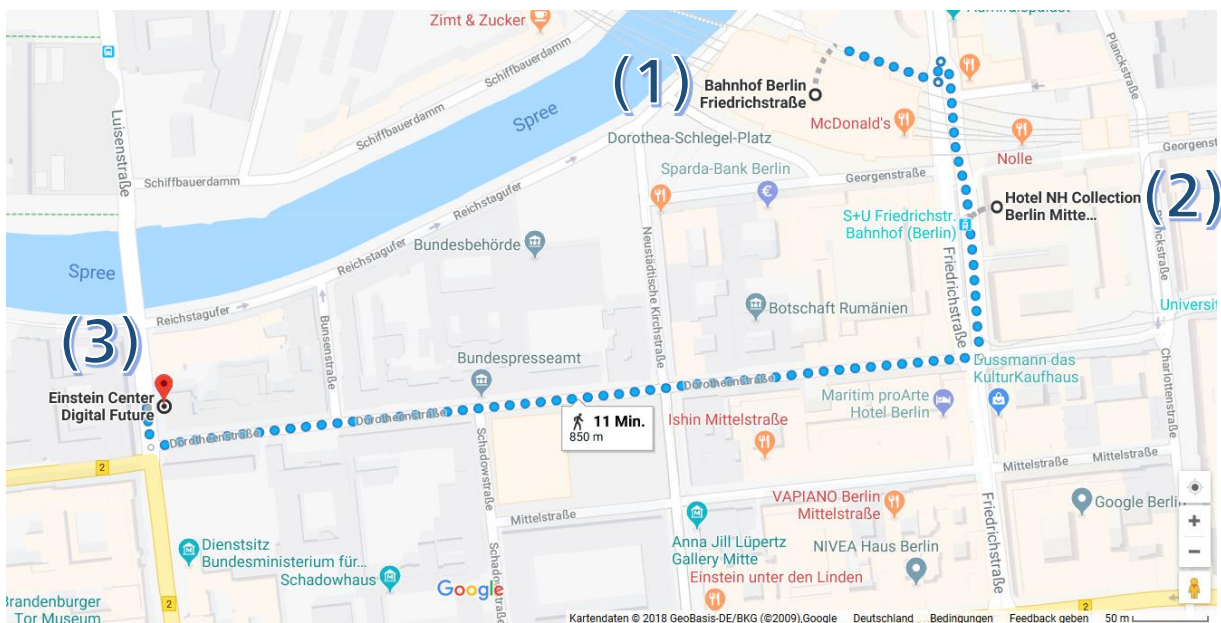 Zimt & Zucker
Schiffbauerdamm
Planckstraße
(1)
Bahnhof Berlin
Friedrichstraße
Luisenstraße
Spree
McDonald's
Schiffbauerdamm
Dorothea-Schlegel-Platz
Nolle
Georgenst
Sparda-Bank Berlin
Georgenstraße
Schiffbauerdamm
Hotel NH Collection
Berlin Mitte...
(2)
Reichstagufer
S+U Friedrichstr.
Bahnhof (Berlin)
Bundesbehörde
Neustädtische Kirchstraße
Friedrichstraße
Spree
Reichstagufer
Botschaft Rumänien
Universit
Reichstagufer
Bunsenstraße
(3)
Bundespresseamt
Dussmann das
KulturKaufhaus
Charlottenstraße
Dorotheenstraße
Einstein Center
Digital Future
Maritim proArte
Hotel Berlin
Dorotheenstraße
11 Min.
850 m
Ishin Mittelstraße
Dorotheenstraße
Schadowstraße
Mittelstraße
Mittelstraße
2
VAPIANO Berlin
Mittelstraße
Friedrichstraße
Google Berlin
Mittelstraße
Anna Jill Lüpertz
Gallery Mitte
NIVEA Haus Berlin
Dienstsitz
Bundesministerium für...
Schadowhaus
Schadowstraße
Einstein unter den Linden
Google
Brandenburger
Tor Museum
2
2
Kartendaten © 2018 GeoBasis-DE/BKG (©2009),Google Deutschland Bedingungen Feedback geben 50 m